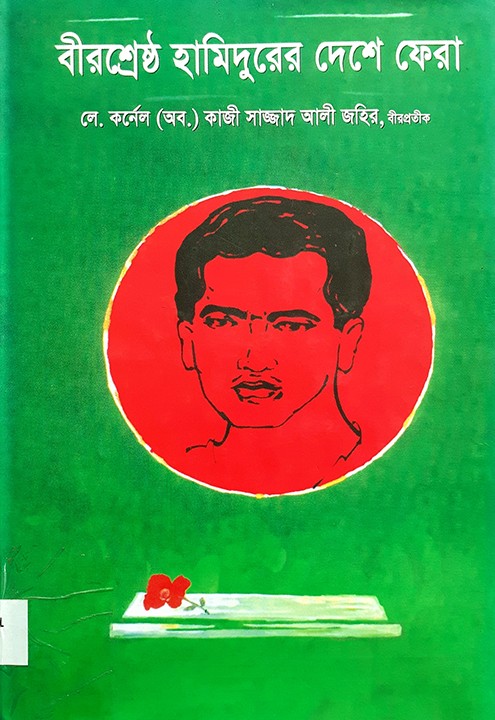 বীরশ্রেষ্ঠ হামিদুরের দেশে ফেরা
লে. কর্নেল (অব.) কাজী সাজ্জাদ আলী জহির, বীরপ্রতীক